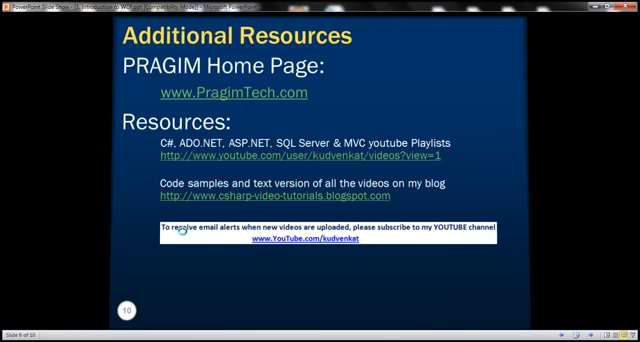 PowerPoint Slide Show - [1. Introduction to WCF.ppt [Compatibility Mode]] - Microsoft PowerPoint
Additional Resources
PRAGIM Home Page:
www.PragimTech.com
Resources:
C#, ADO.NET, ASP.NET, SQL Server & MVC youtube Playlists
http://www.youtube.com/user/kudvenkat/videos?view=1
Code samples and text version of all the videos on my blog
http://www.csharp-video-tutorials.blogspot.com
To receive email alerts when new videos are uploaded, please subscribe to my YOUTUBE channel
www.YouTube.com/kudvenkat
10
Slide 9 of 10